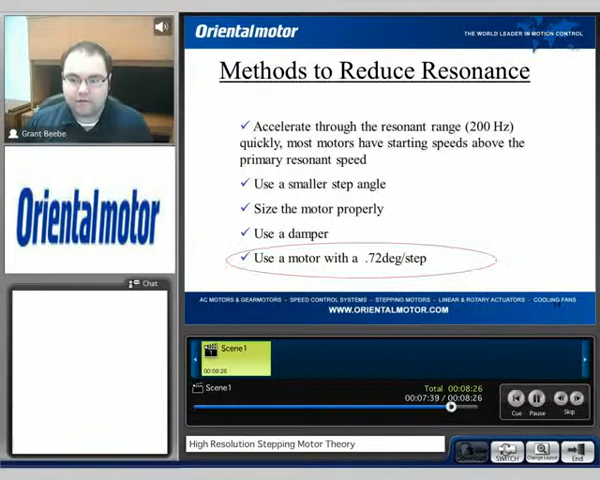 Grant Beebe
Orientalmotor
Chat
Orientalmotor
THE WORLD LEADER IN MOTION CONTROL
Methods to Reduce Resonance
✓ Accelerate through the resonant range (200 Hz)
quickly, most motors have starting speeds above the
primary resonant speed
✓ Use a smaller step angle
✓ Size the motor properly
✓ Use a damper
✓ Use a motor with a .72deg/step
AC MOTORS & GEARMOTORS - SPEED CONTROL SYSTEMS - STEPPING MOTORS - LINEAR & ROTARY ACTUATORS - COOLING FANS
WWW.ORIENTALMOTOR.COM
Scene1
00:08:26
Scene1
Total 00:08:26
00:07:39 / 00:08:26
Cue
Pause
Skip
High Resolution Stepping Motor Theory
Download
SWITCH
Change Layout
End